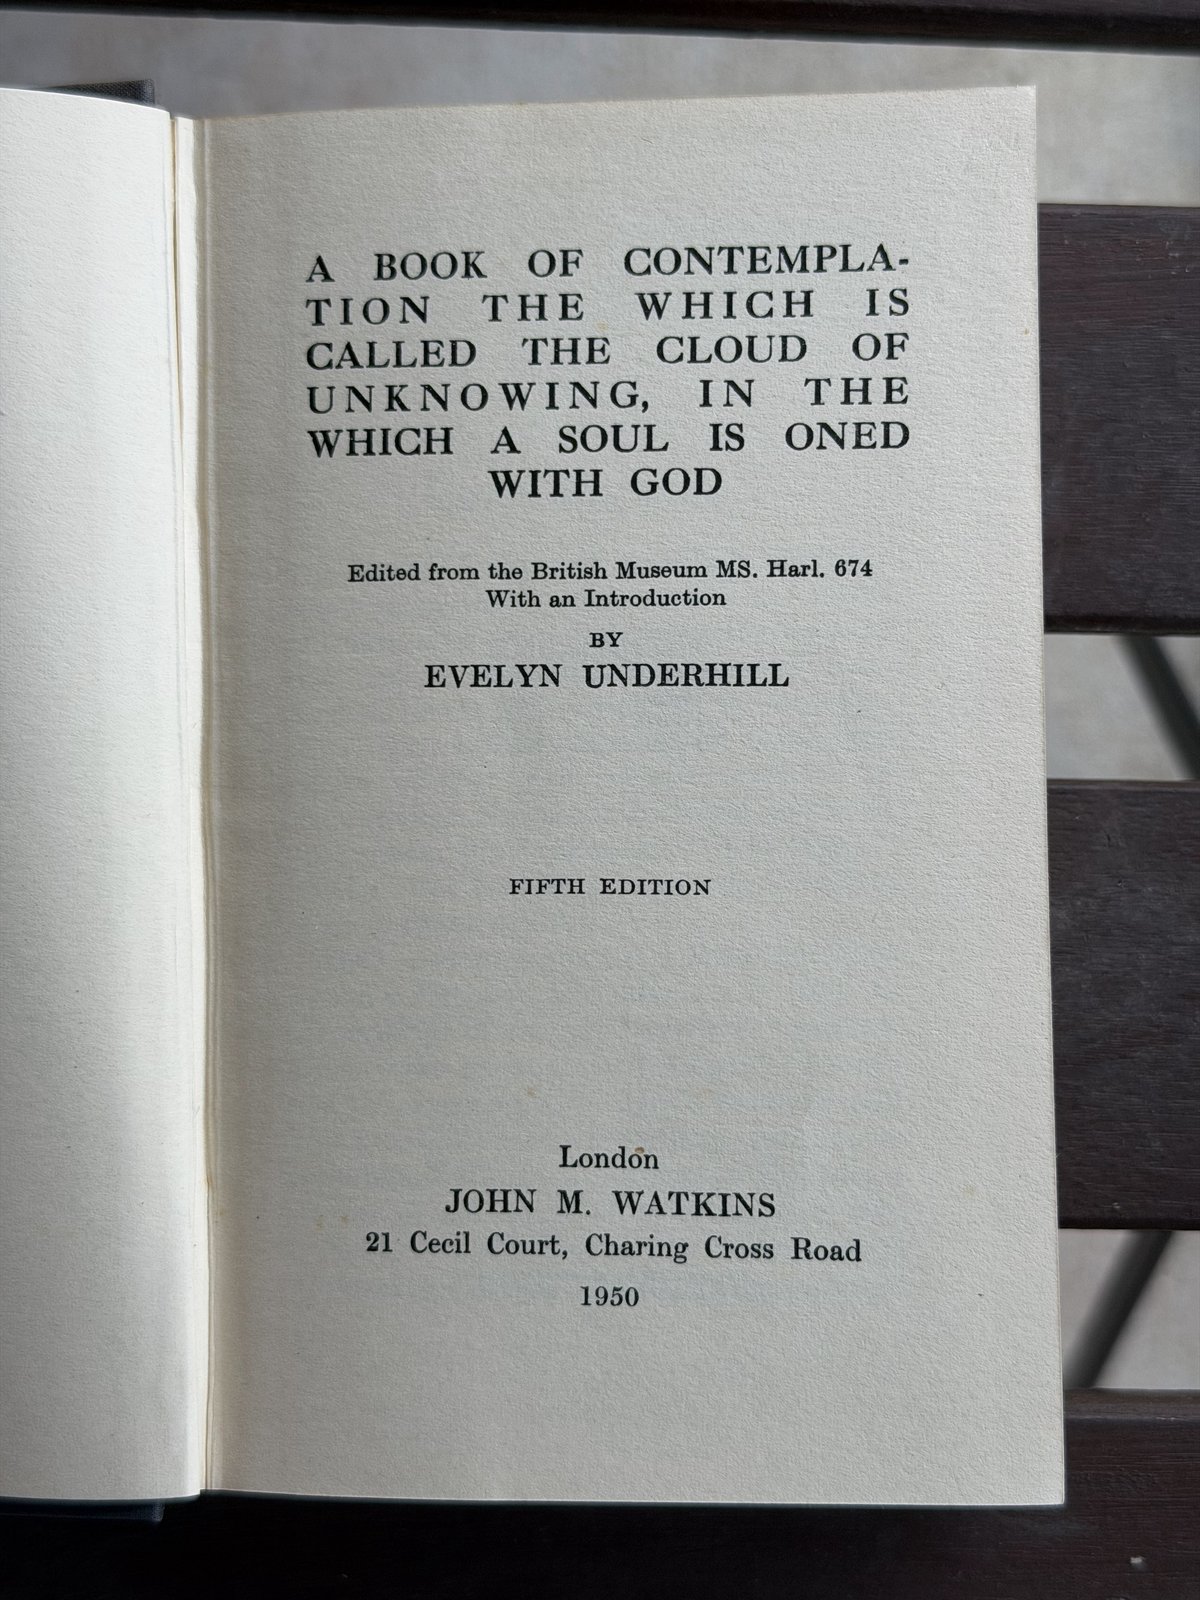 A BOOK OF CONTEMPLA-
TION THE WHICH IS
CALLED THE CLOUD OF
UNKNOWING, IN THE
WHICH A SOUL IS ONED
WITH GOD
Edited from the British Museum MS. Harl. 674
With an Introduction
BY
EVELYN UNDERHILL
FIFTH EDITION
London
JOHN M. WATKINS
21 Cecil Court, Charing Cross Road
1950